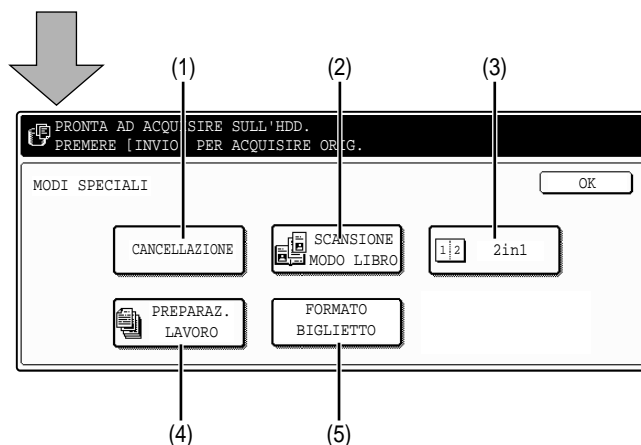 (1) (2) (3)
PRONTA AD ACQUISIRE SULL'HDD.
PREMERE [INVIO] PER ACQUISIRE ORIG.
MODI SPECIALI
OK
CANCELLAZIONE
SCANSIONE
MODO LIBRO
1 2 2in1
PREPARAZ.
LAVORO
FORMATO
BIGLIETTO
(4) (5)